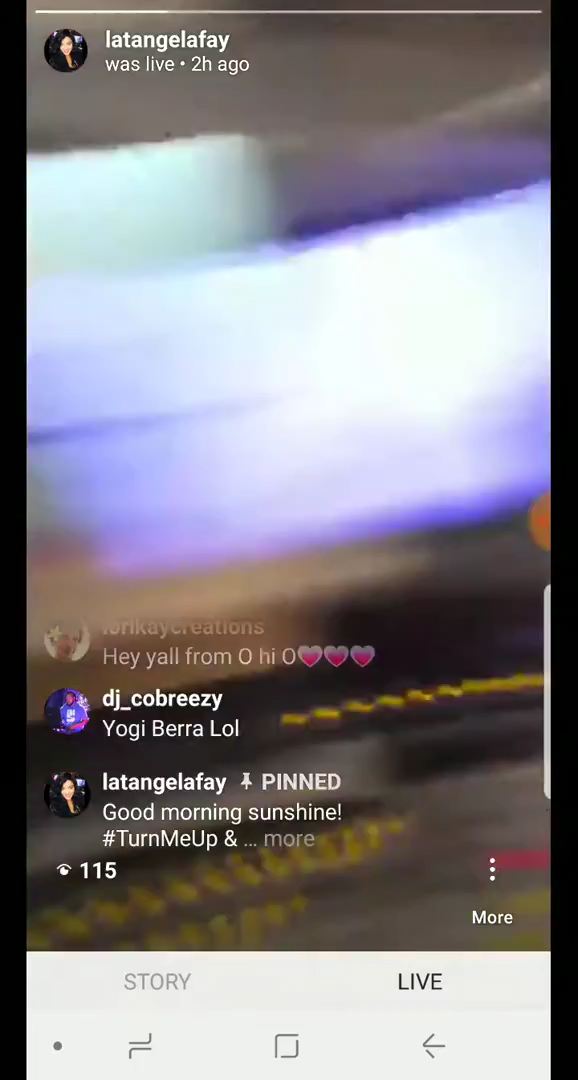 latangelafay
was live • 2h ago
lorikaycreations
Hey yall from O hi O💗💗💗
dj_cobreezy
Yogi Berra Lol
latangelafay PINNED
Good morning sunshine!
#TurnMeUp & ... more
115
More
STORY LIVE